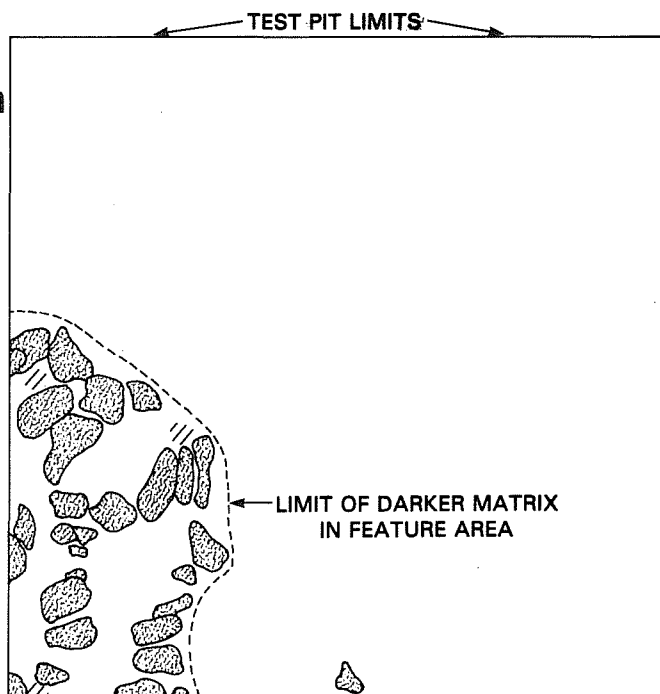 TEST PIT LIMITS
LIMIT OF DARKER MATRIX
IN FEATURE AREA